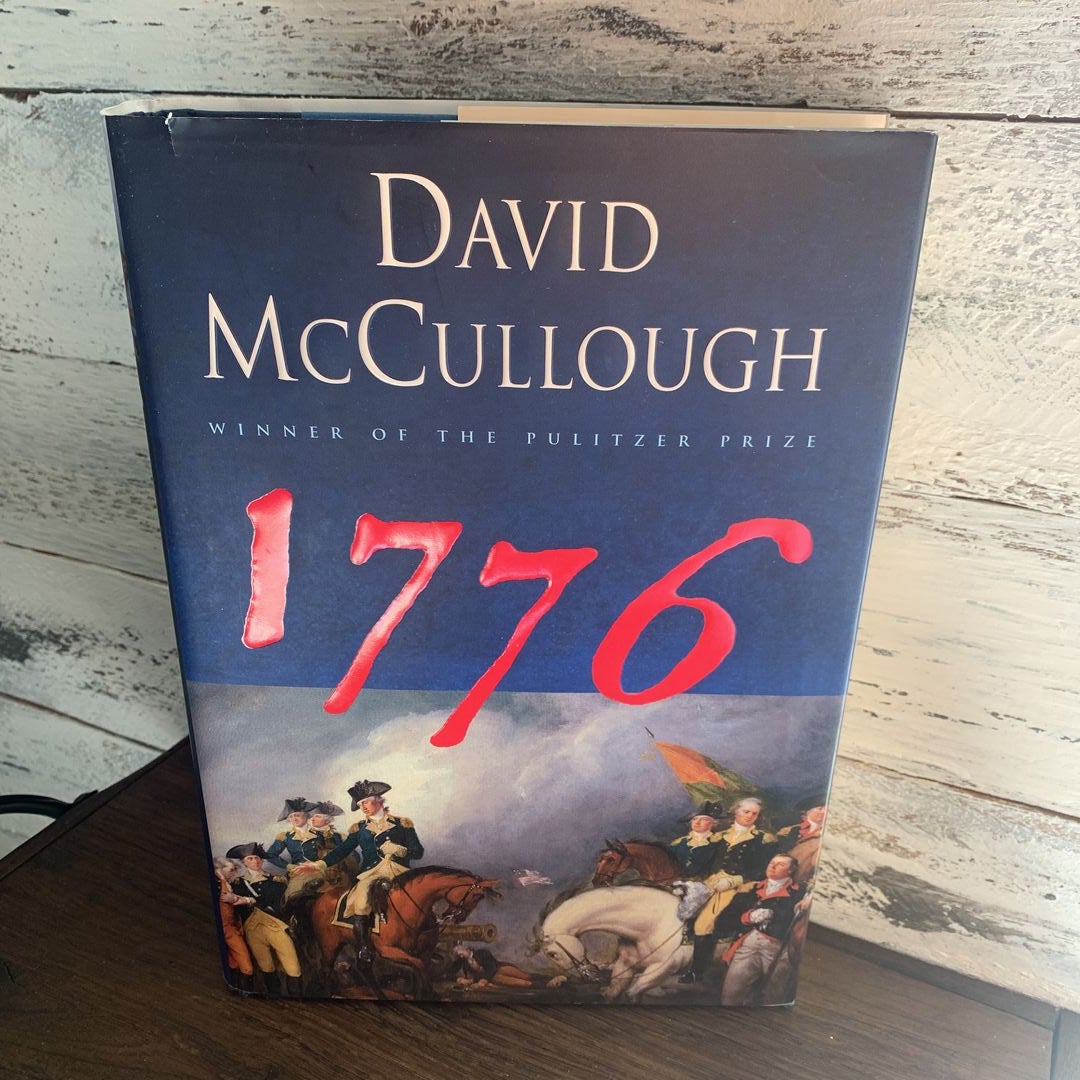 DAVID
MCCULLOUGH
WINNER OF THE PULITZER PRIZE
1776